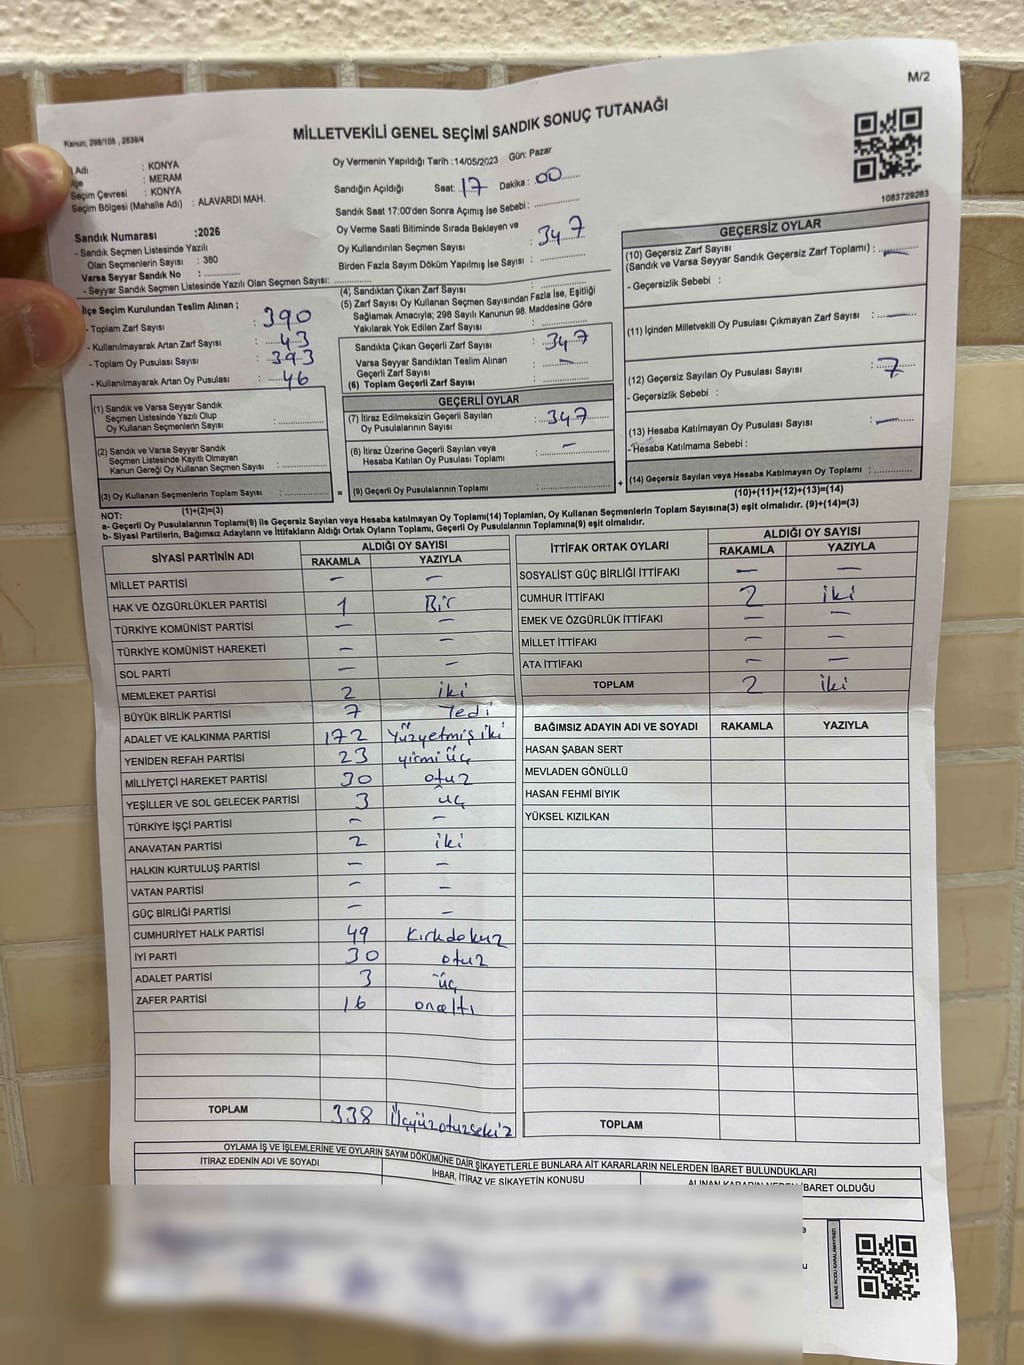 M/2
Kanun; 298/105 , 2839/4
MİLLETVEKİLİ GENEL SEÇİMİ SANDIK SONUÇ TUTANAĞI
Adı : KONYA
: MERAM
Seçim Çevresi : KONYA
Seçim Bölgesi (Mahalle Adı) : ALAVARDI MAH.
Oy Vermenin Yapıldığı Tarih : 14/05/2023 Gün: Pazar
Sandığın Açıldığı Saat: 17 Dakika : 00
Sandık Saat 17:00'den Sonra Açımış İse Sebebi :
1083729283
Sandık Numarası :2026
- Sandık Seçmen Listesinde Yazılı
Olan Seçmenlerin Sayısı : 380
Varsa Seyyar Sandık No :
- Seyyar Sandık Seçmen Listesinde Yazılı Olan Seçmen Sayısı:
Oy Verme Saati Bitiminde Sırada Bekleyen ve
Oy Kullandırılan Seçmen Sayısı : 347
Birden Fazla Sayım Döküm Yapılmış İse Sayısı :
İlçe Seçim Kurulundan Teslim Alınan ;
- Toplam Zarf Sayısı : 390
- Kullanılmayarak Artan Zarf Sayısı : 43
- Toplam Oy Pusulası Sayısı : 393
- Kullanılmayarak Artan Oy Pusulası : 46
(4) Sandıktan Çıkan Zarf Sayısı :
(5) Zarf Sayısı Oy Kullanan Seçmen Sayısından Fazla İse, Eşitliği
Sağlamak Amacıyla; 298 Sayılı Kanunun 98. Maddesine Göre
Yakılarak Yok Edilen Zarf Sayısı :
Sandıkta Çıkan Geçerli Zarf Sayısı : 347
Varsa Seyyar Sandıktan Teslim Alınan
Geçerli Zarf Sayısı : —
(6) Toplam Geçerli Zarf Sayısı :
GEÇERSİZ OYLAR
(10) Geçersiz Zarf Sayısı
(Sandık ve Varsa Seyyar Sandık Geçersiz Zarf Toplamı) : —
- Geçersizlik Sebebi :
(11) İçinden Milletvekili Oy Pusulası Çıkmayan Zarf Sayısı : —
(12) Geçersiz Sayılan Oy Pusulası Sayısı : 7
- Geçersizlik Sebebi :
(13) Hesaba Katılmayan Oy Pusulası Sayısı : —
- Hesaba Katılmama Sebebi :
(14) Geçersiz Sayılan veya Hesaba Katılmayan Oy Toplamı :
(10)+(11)+(12)+(13)=(14)
(1) Sandık ve Varsa Seyyar Sandık
Seçmen Listesinde Yazılı Olup
Oy Kullanan Seçmenlerin Sayısı :
(2) Sandık ve Varsa Seyyar Sandık
Seçmen Listesinde Kayıtlı Olmayan
Kanun Gereği Oy Kullanan Seçmen Sayısı :
(3) Oy Kullanan Seçmenlerin Toplam Sayısı :
(1)+(2)=(3)
GEÇERLİ OYLAR
(7) İtiraz Edilmeksizin Geçerli Sayılan
Oy Pusulalarının Sayısı : 347
(8) İtiraz Üzerine Geçerli Sayılan veya
Hesaba Katılan Oy Pusulası Toplamı : —
= (9) Geçerli Oy Pusulalarının Toplamı : +
NOT:
a- Geçerli Oy Pusulalarının Toplamı(9) ile Geçersiz Sayılan veya Hesaba katılmayan Oy Toplamı(14) Toplamları, Oy Kullanan Seçmenlerin Toplam Sayısına(3) eşit olmalıdır. (9)+(14)=(3)
b- Siyasi Partilerin, Bağımsız Adayların ve İttifakların Aldığı Ortak Oyların Toplamı, Geçerli Oy Pusulalarının Toplamına(9) eşit olmalıdır.
SİYASİ PARTİNİN ADI ALDIĞI OY SAYISI
RAKAMLA YAZIYLA
MİLLET PARTİSİ — —
HAK VE ÖZGÜRLÜKLER PARTİSİ 1 Bir
TÜRKİYE KOMÜNİST PARTİSİ — —
TÜRKİYE KOMÜNİST HAREKETİ — —
SOL PARTİ — —
MEMLEKET PARTİSİ 2 iki
BÜYÜK BİRLİK PARTİSİ 7 Yedi
ADALET VE KALKINMA PARTİSİ 172 Yüzyetmiş iki
YENİDEN REFAH PARTİSİ 23 yirmi üç
MİLLİYETÇİ HAREKET PARTİSİ 30 otuz
YEŞİLLER VE SOL GELECEK PARTİSİ 3 üç
TÜRKİYE İŞÇİ PARTİSİ — —
ANAVATAN PARTİSİ 2 iki
HALKIN KURTULUŞ PARTİSİ — —
VATAN PARTİSİ — —
GÜÇ BİRLİĞİ PARTİSİ — —
CUMHURİYET HALK PARTİSİ 49 Kırkdokuz
İYİ PARTİ 30 otuz
ADALET PARTİSİ 3 üç
ZAFER PARTİSİ 16 onaltı
TOPLAM 338 Üçyüzotuzsekiz
İTTİFAK ORTAK OYLARI ALDIĞI OY SAYISI
RAKAMLA YAZIYLA
SOSYALİST GÜÇ BİRLİĞİ İTTİFAKI — —
CUMHUR İTTİFAKI 2 iki
EMEK VE ÖZGÜRLÜK İTTİFAKI — —
MİLLET İTTİFAKI — —
ATA İTTİFAKI — —
TOPLAM 2 iki
BAĞIMSIZ ADAYIN ADI VE SOYADI RAKAMLA YAZIYLA
HASAN ŞABAN SERT
MEVLADEN GÖNÜLLÜ
HASAN FEHMİ BIYIK
YÜKSEL KIZILKAN
TOPLAM
OYLAMA İŞ VE İŞLEMLERİNE VE OYLARIN SAYIM DÖKÜMÜNE DAİR ŞİKAYETLERLE BUNLARA AİT KARARLARIN NELERDEN İBARET BULUNDUKLARI
İTİRAZ EDENİN ADI VE SOYADI İHBAR, İTİRAZ VE ŞİKAYETİN KONUSU ALINAN KARARIN NEDEN İBARET OLDUĞU
KARE KODU KARALAMAYINIZ!